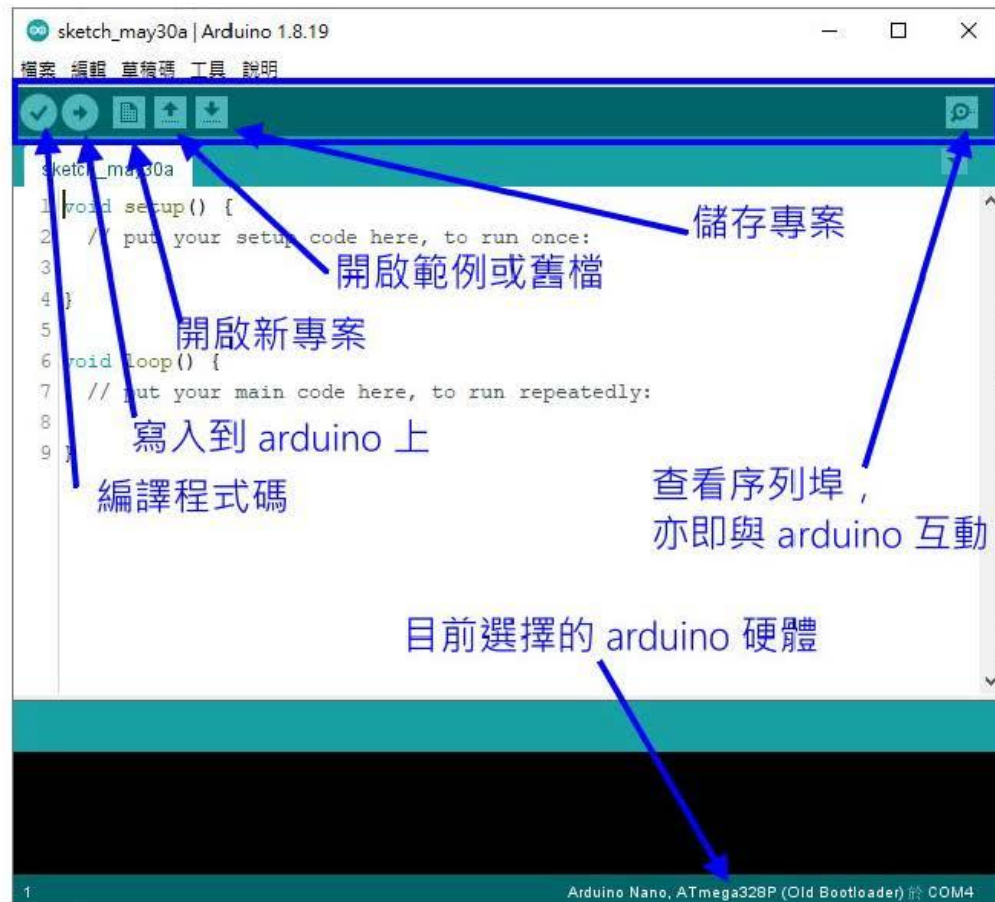 sketch_may30a | Arduino 1.8.19
檔案 編輯 草稿碼 工具 說明
sketch_may30a
1 void setup() {
2 // put your setup code here, to run once:
3
4 }
5
6 void loop() {
7 // put your main code here, to run repeatedly:
8
9 }
儲存專案
開啟範例或舊檔
開啟新專案
寫入到 arduino 上
編譯程式碼
查看序列埠,
亦即與 arduino 互動
目前選擇的 arduino 硬體
1
Arduino Nano, ATmega328P (Old Bootloader) 於 COM4